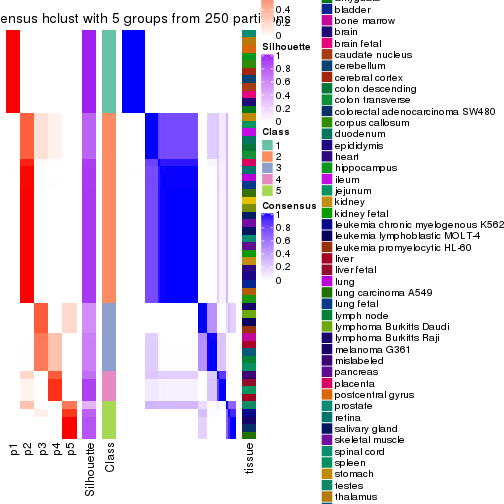 ensus hclust with 5 groups from 250 parti
ns
0.4
0.2
0
Silhouette
1
0.8
0.6
0.4
0.2
0
Class
1
2
3
4
5
Consensus
1
0.8
0.6
0.4
0.2
0
bladder
bone marrow
brain
brain fetal
caudate nucleus
cerebellum
cerebral cortex
colon descending
colon transverse
colorectal adenocarcinoma SW480
corpus callosum
duodenum
epididymis
heart
hippocampus
ileum
jejunum
kidney
kidney fetal
leukemia chronic myelogenous K562
leukemia lymphoblastic MOLT-4
leukemia promyelocytic HL-60
liver
liver fetal
lung
lung carcinoma A549
lung fetal
lymph node
lymphoma Burkitts Daudi
lymphoma Burkitts Raji
melanoma G361
mislabeled
pancreas
placenta
postcentral gyrus
prostate
retina
salivary gland
skeletal muscle
spinal cord
spleen
stomach
testes
thalamus
p1
p2
p3
p4
p5
Silhouette
Class
tissue